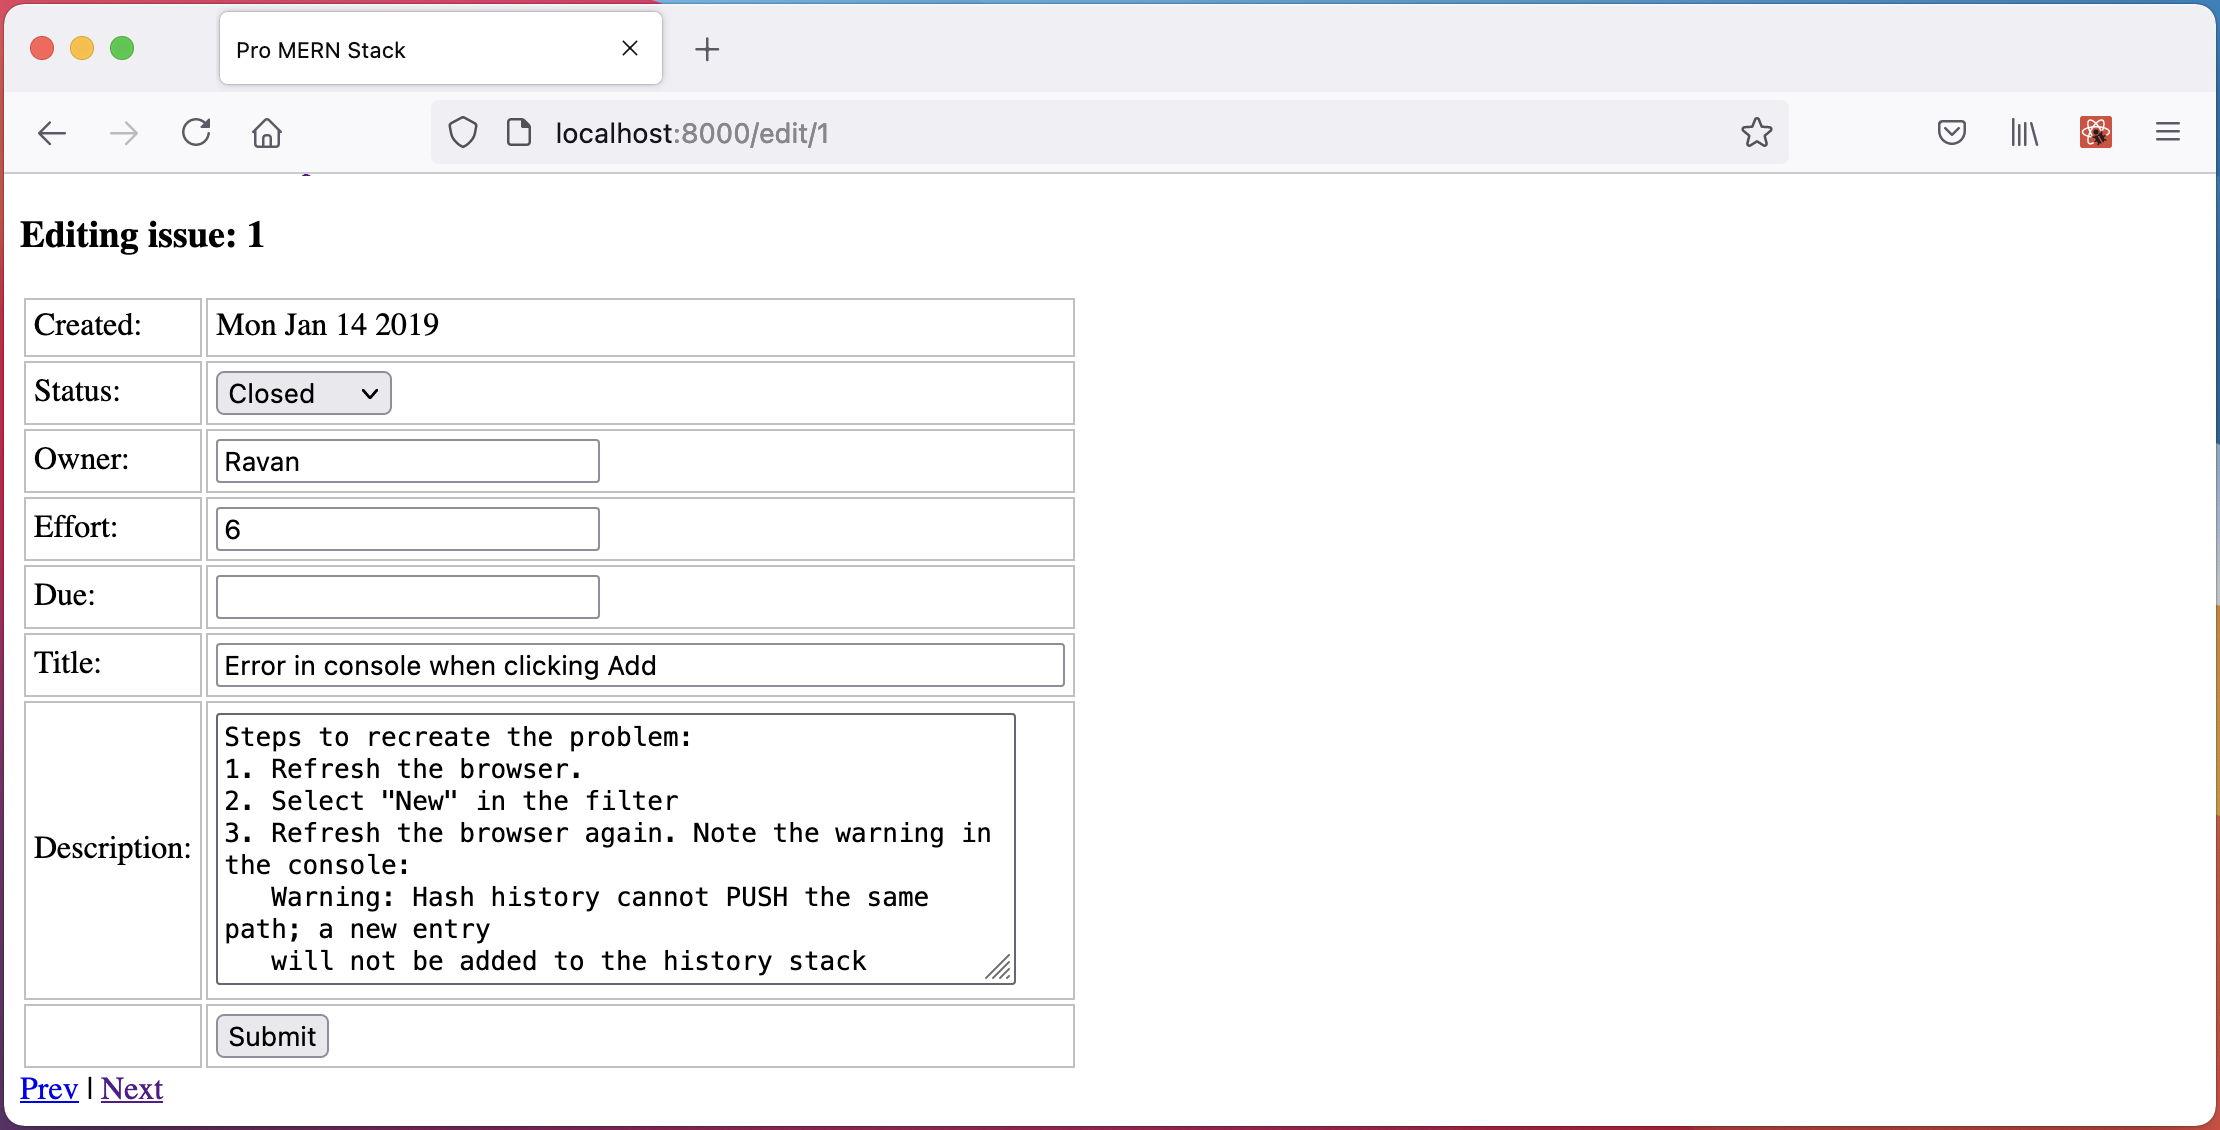 Pro MERN Stack
localhost:8000/edit/1
Editing issue: 1
Created: Mon Jan 14 2019
Status: Closed
Owner: Ravan
Effort: 6
Due:
Title: Error in console when clicking Add
Description:
Steps to recreate the problem:
1. Refresh the browser.
2. Select "New" in the filter
3. Refresh the browser again. Note the warning in
the console:
Warning: Hash history cannot PUSH the same
path; a new entry
will not be added to the history stack
Submit
Prev | Next